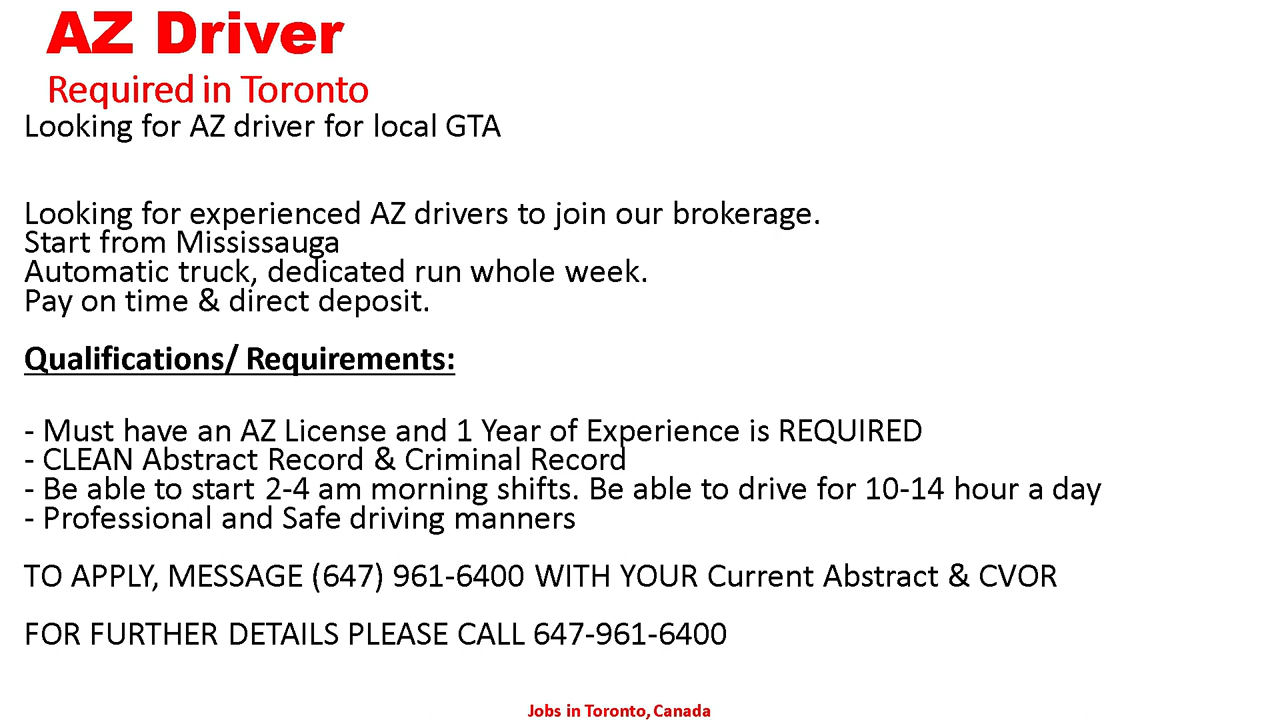 AZ Driver
Required in Toronto
Looking for AZ driver for local GTA
Looking for experienced AZ drivers to join our brokerage.
Start from Mississauga
Automatic truck, dedicated run whole week.
Pay on time & direct deposit.
Qualifications/ Requirements:
- Must have an AZ License and 1 Year of Experience is REQUIRED
- CLEAN Abstract Record & Criminal Record
- Be able to start 2-4 am morning shifts. Be able to drive for 10-14 hour a day
- Professional and Safe driving manners
TO APPLY, MESSAGE (647) 961-6400 WITH YOUR Current Abstract & CVOR
FOR FURTHER DETAILS PLEASE CALL 647-961-6400
Jobs in Toronto, Canada